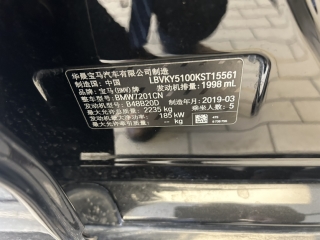 华晨宝马汽车有限公司制造
制造国：中国 LBVKY5100KST15561
品牌：宝马(BMW)牌 发动机排量：1998 mL
整车型号：BMW7201CN
发动机型号：B48B20D 制造年月：2019-03
最大允许总质量：2235 kg 乘坐人数：5
发动机最大净功率：185 kW